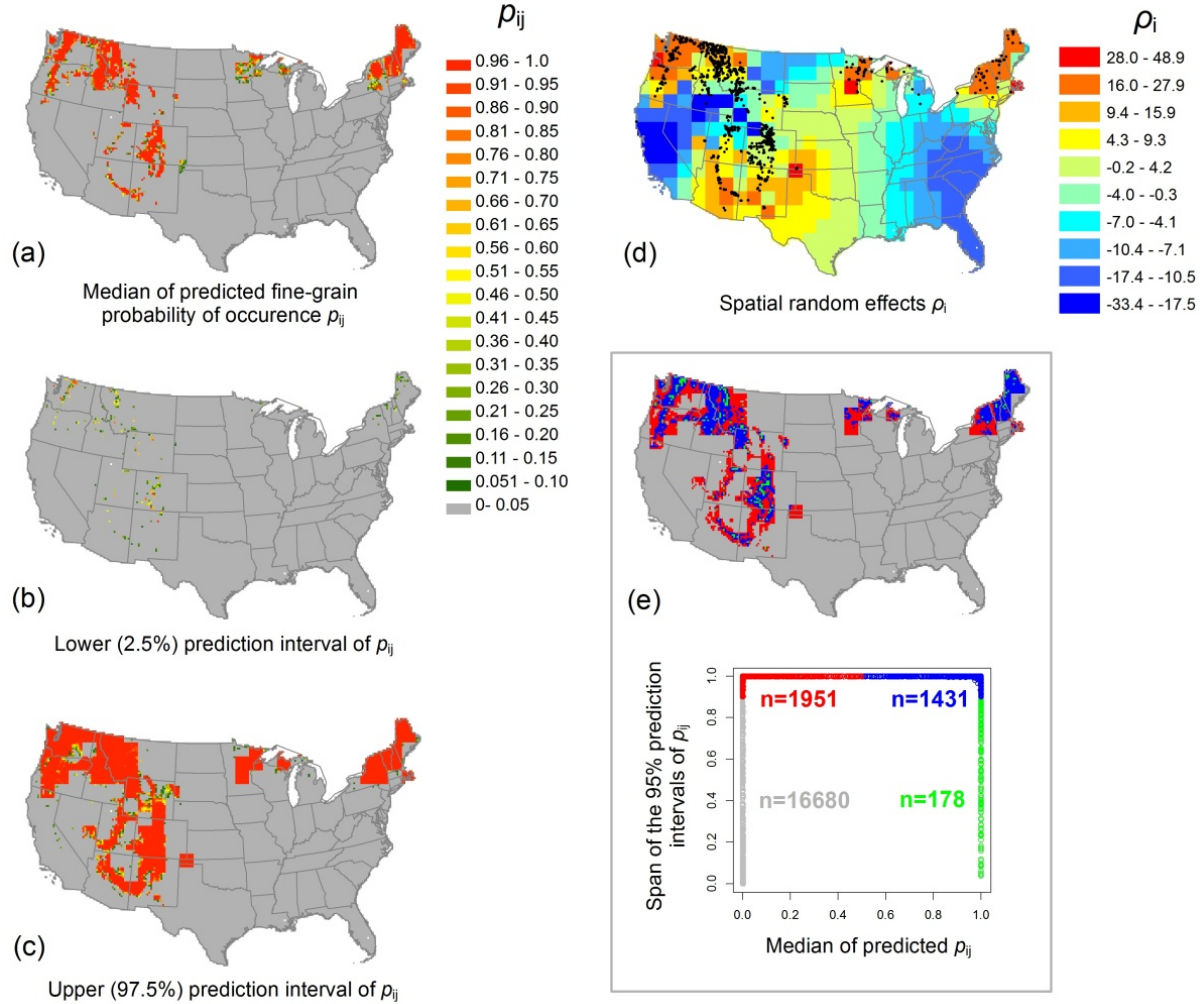 (a)
Median of predicted fine-grain
probability of occurence pij
(b)
Lower (2.5%) prediction interval of pij
(c)
Upper (97.5%) prediction interval of pij
pij
0.96 - 1.0
0.91 - 0.95
0.86 - 0.90
0.81 - 0.85
0.76 - 0.80
0.71 - 0.75
0.66 - 0.70
0.61 - 0.65
0.56 - 0.60
0.51 - 0.55
0.46 - 0.50
0.41 - 0.45
0.36 - 0.40
0.31 - 0.35
0.26 - 0.30
0.21 - 0.25
0.16 - 0.20
0.11 - 0.15
0.051 - 0.10
0- 0.05
(d)
Spatial random effects ρi
ρi
28.0 - 48.9
16.0 - 27.9
9.4 - 15.9
4.3 - 9.3
-0.2 - 4.2
-4.0 - -0.3
-7.0 - -4.1
-10.4 - -7.1
-17.4 - -10.5
-33.4 - -17.5
(e)
Span of the 95% prediction
intervals of pij
1.0
0.8
0.6
0.4
0.2
0.0
n=1951
n=1431
n=16680
n=178
0.0 0.2 0.4 0.6 0.8 1.0
Median of predicted pij